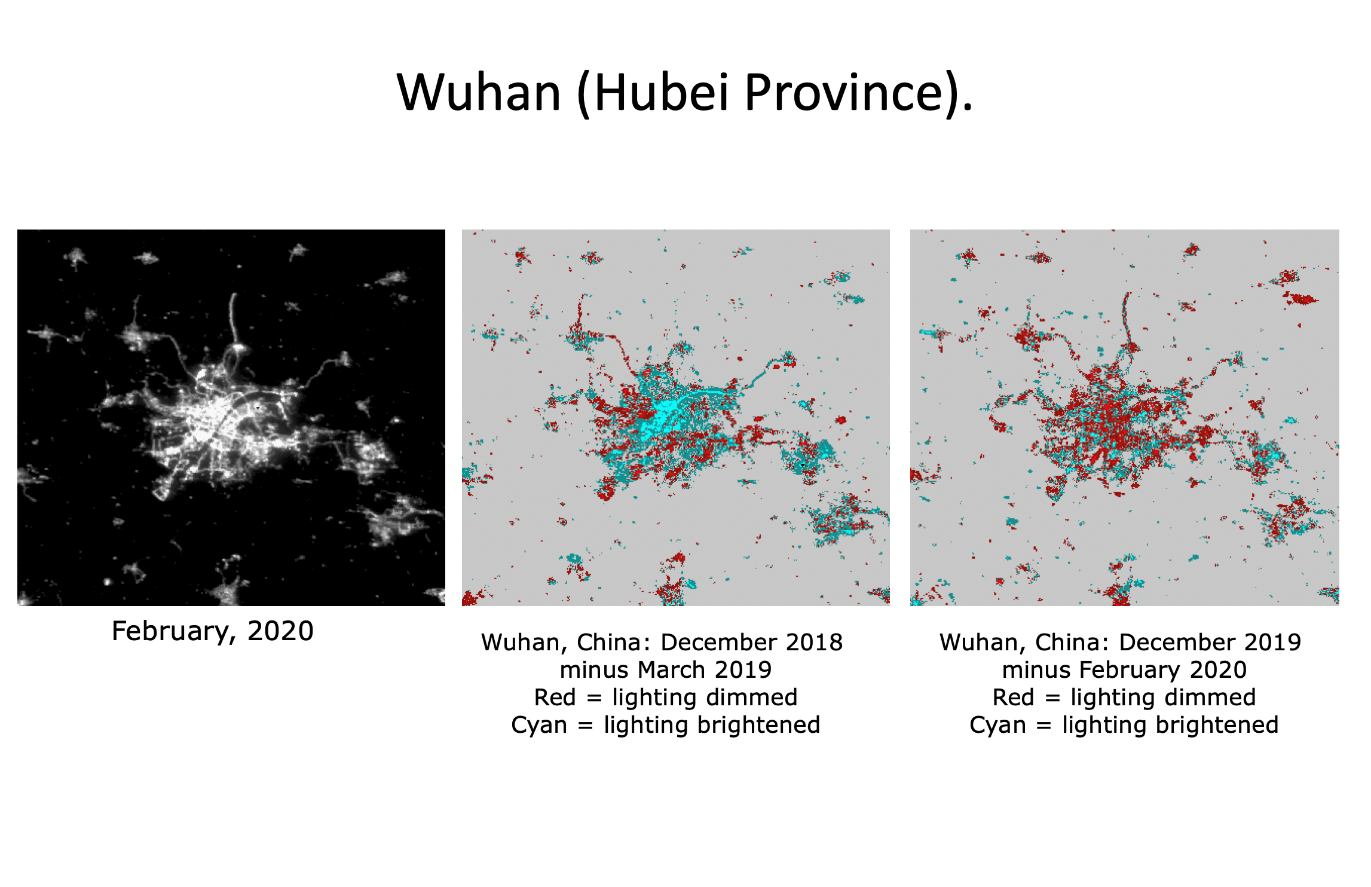 Wuhan (Hubei Province).
February, 2020
Wuhan, China: December 2018
minus March 2019
Red = lighting dimmed
Cyan = lighting brightened
Wuhan, China: December 2019
minus February 2020
Red = lighting dimmed
Cyan = lighting brightened